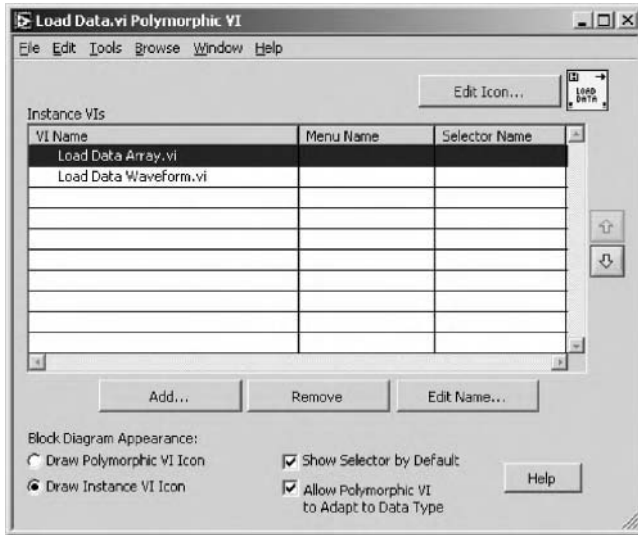 Load Data.vi Polymorphic VI
File Edit Tools Browse Window Help
Edit Icon...
LOAD
DATA
Instance VIs
VI Name Menu Name Selector Name
Load Data Array.vi
Load Data Waveform.vi
Add... Remove Edit Name...
Block Diagram Appearance:
Draw Polymorphic VI Icon
Draw Instance VI Icon
Show Selector by Default
Allow Polymorphic VI
to Adapt to Data Type
Help